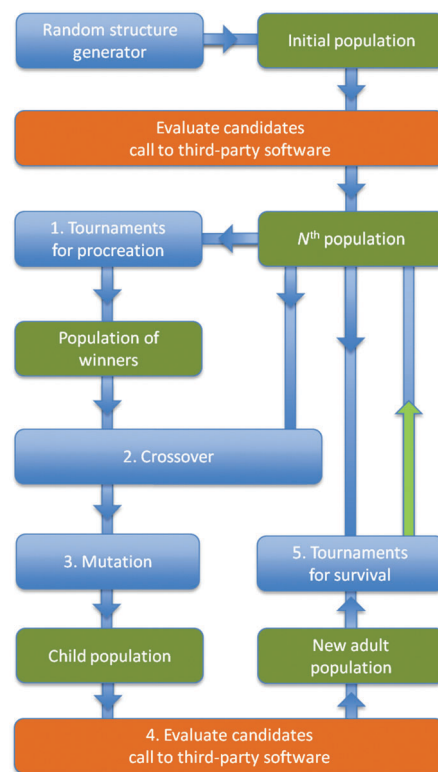 Random structure
generator
Initial population
Evaluate candidates
call to third-party software
1. Tournaments
for procreation
Nth population
Population of
winners
2. Crossover
3. Mutation
5. Tournaments
for survival
Child population
New adult
population
4. Evaluate candidates
call to third-party software